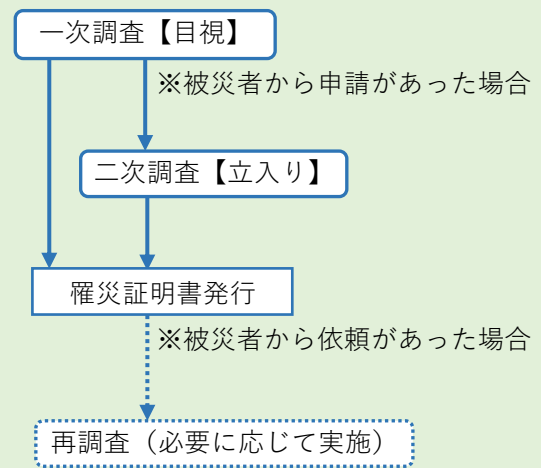 一次調査【目視】
※被災者から申請があった場合
二次調査【立入り】
罹災証明書発行
※被災者から依頼があった場合
再調査（必要に応じて実施）